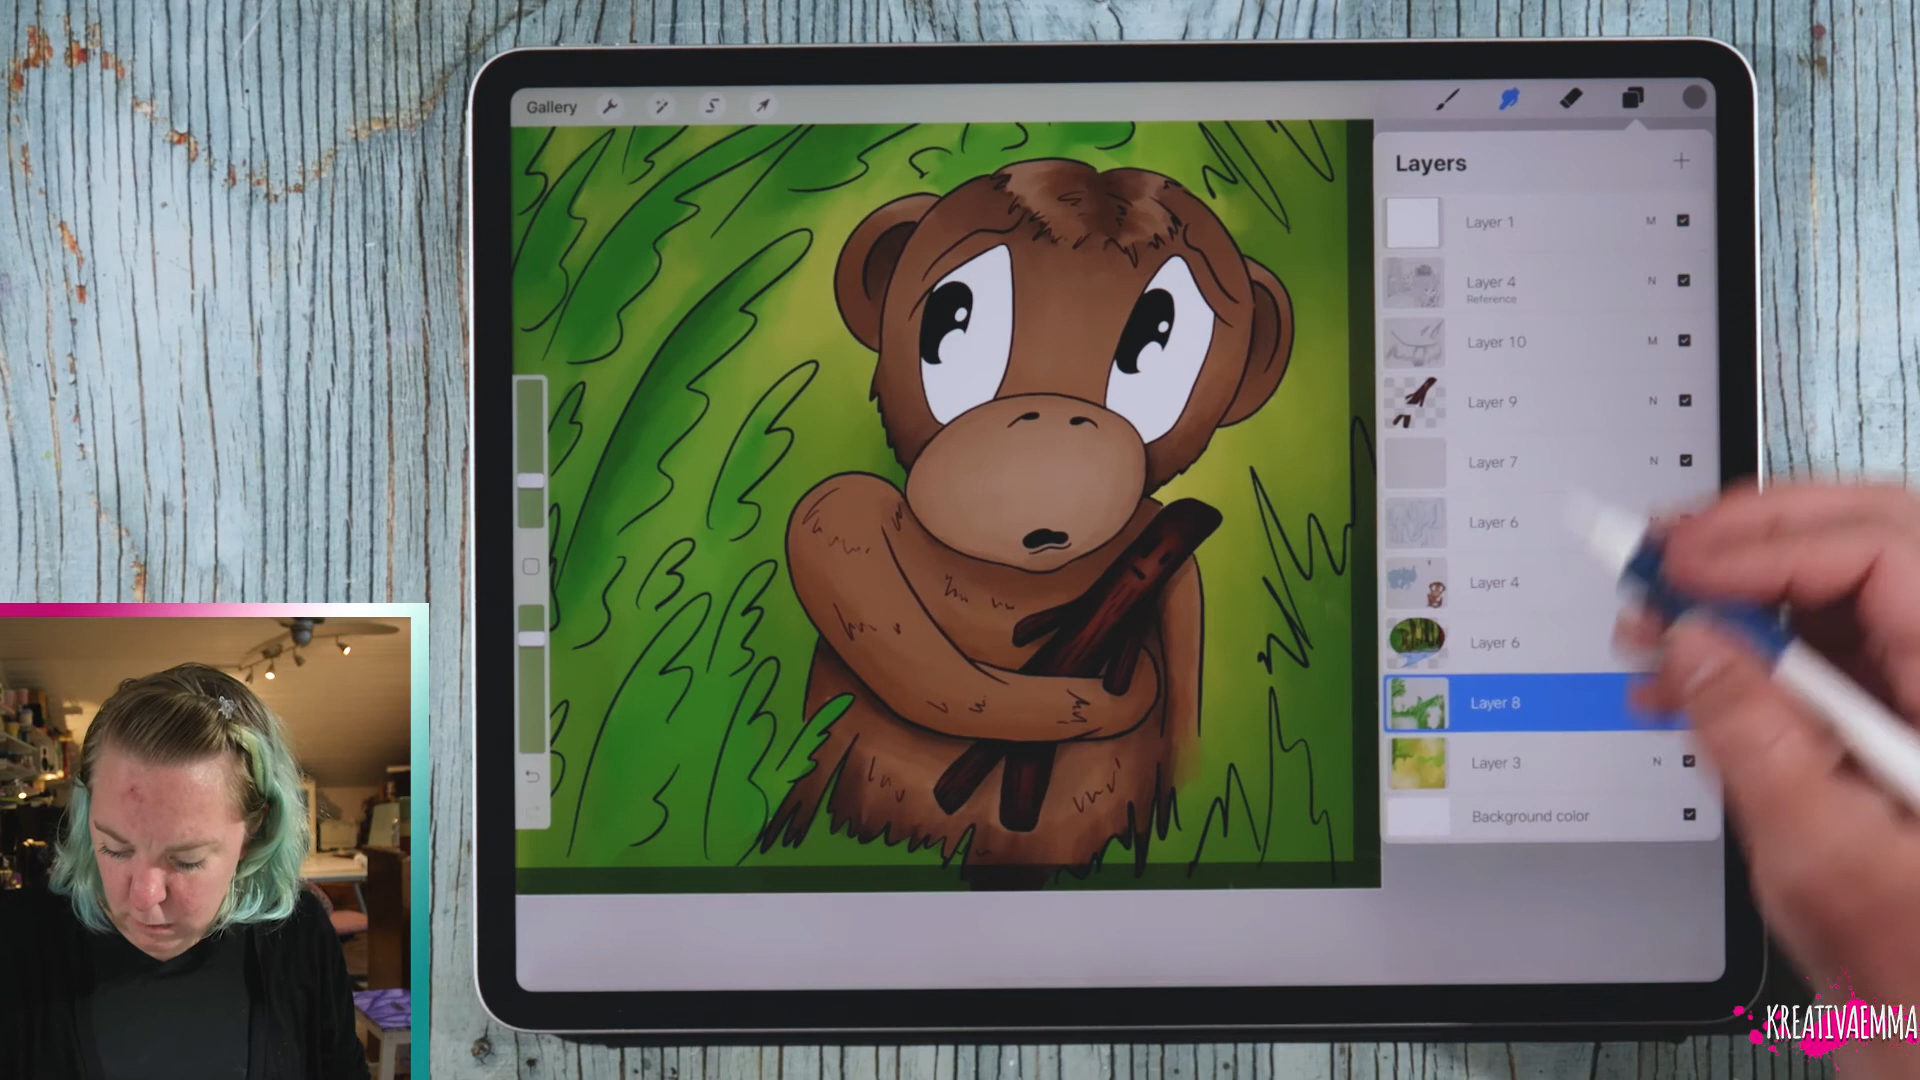 Gallery
Layers
Layer 1 M
Layer 4 N
Reference
Layer 10 M
Layer 9 N
Layer 7 N
Layer 6
Layer 4
Layer 6
Layer 8
Layer 3 N
Background color
KREATIVAEMMA